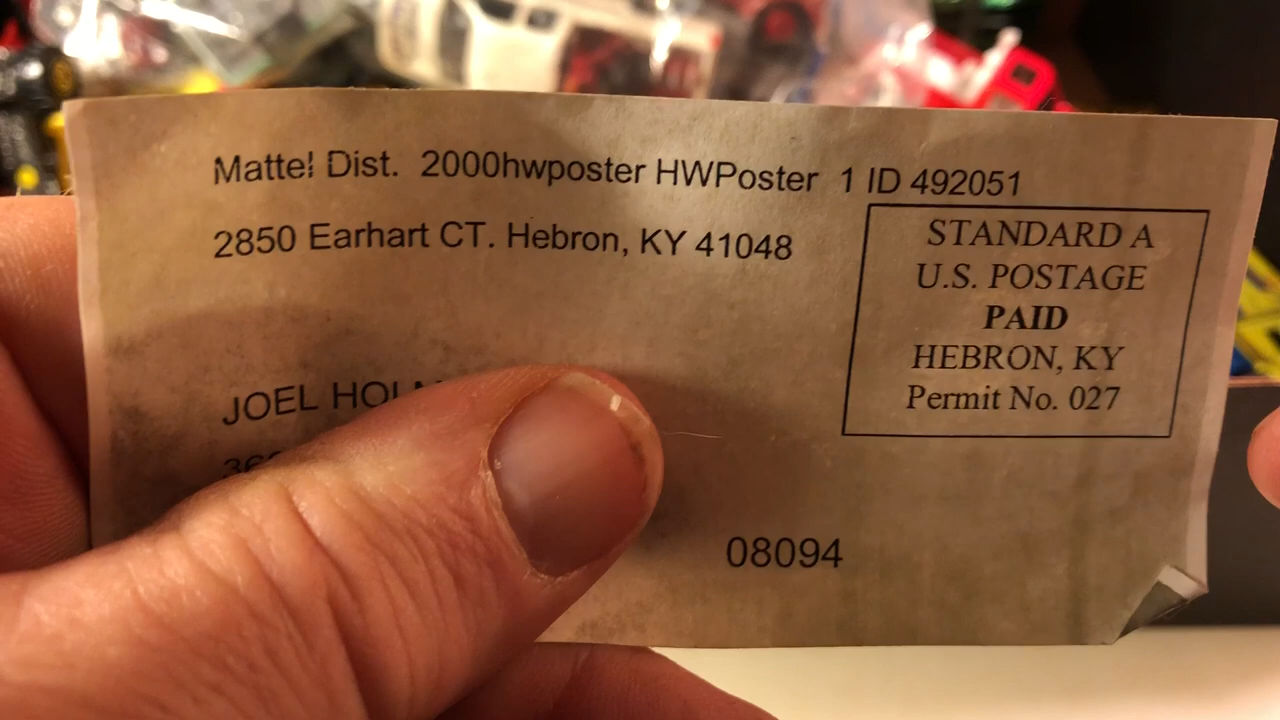 Mattel Dist. 2000hwposter HWPoster 1 ID 492051
2850 Earhart CT. Hebron, KY 41048
STANDARD A
U.S. POSTAGE
PAID
HEBRON, KY
Permit No. 027
JOEL
08094